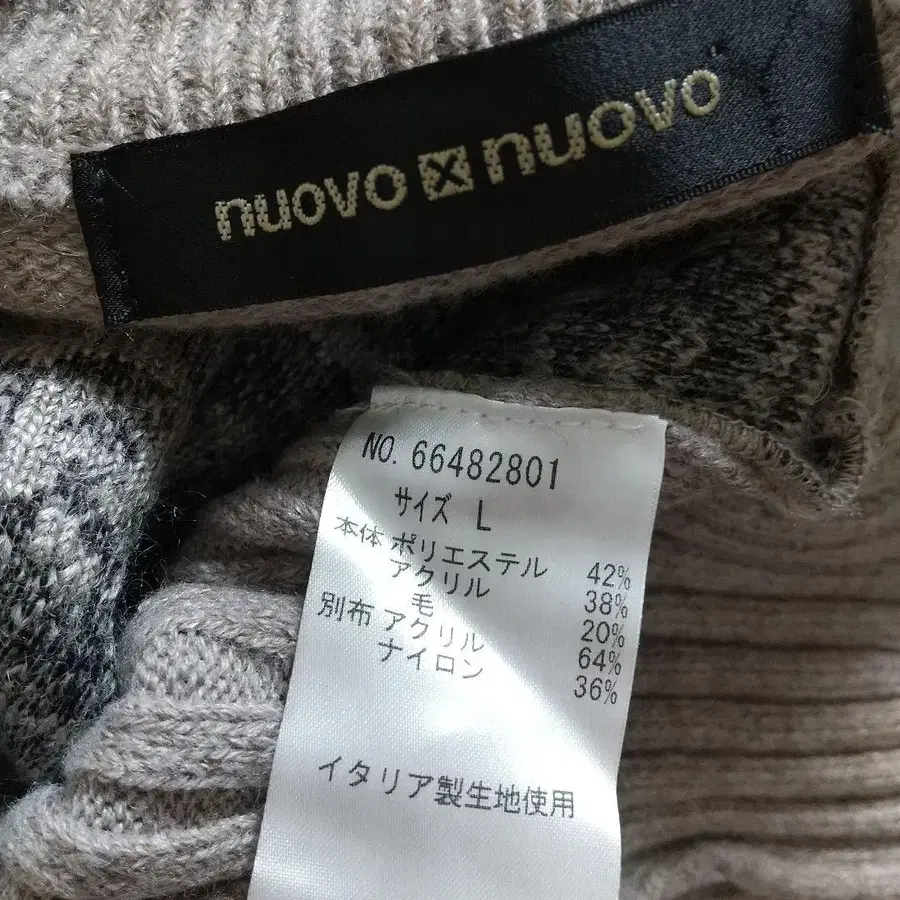 nuovo nuovo
NO. 66482801
サイズ L
本体 ポリエステル 42%
アクリル 38%
毛 20%
別布 アクリル 64%
ナイロン 36%
イタリア製生地使用